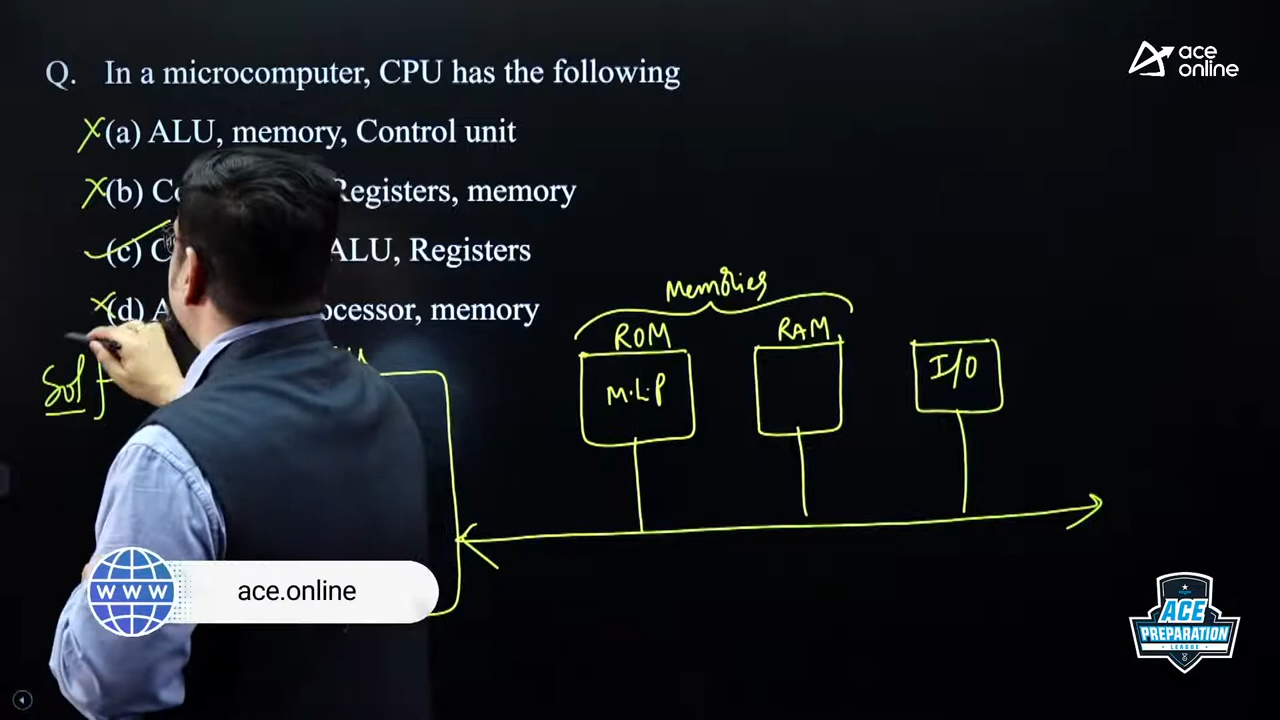 Q. In a microcomputer, CPU has the following
(a) ALU, memory, Control unit
(b) Registers, memory
(c) ALU, Registers
(d) memory
Sol
Memories
ROM
RAM
M.L.P
I/O
ace
online
WWW
ace.online
ACE
PREPARATION
LEAGUE